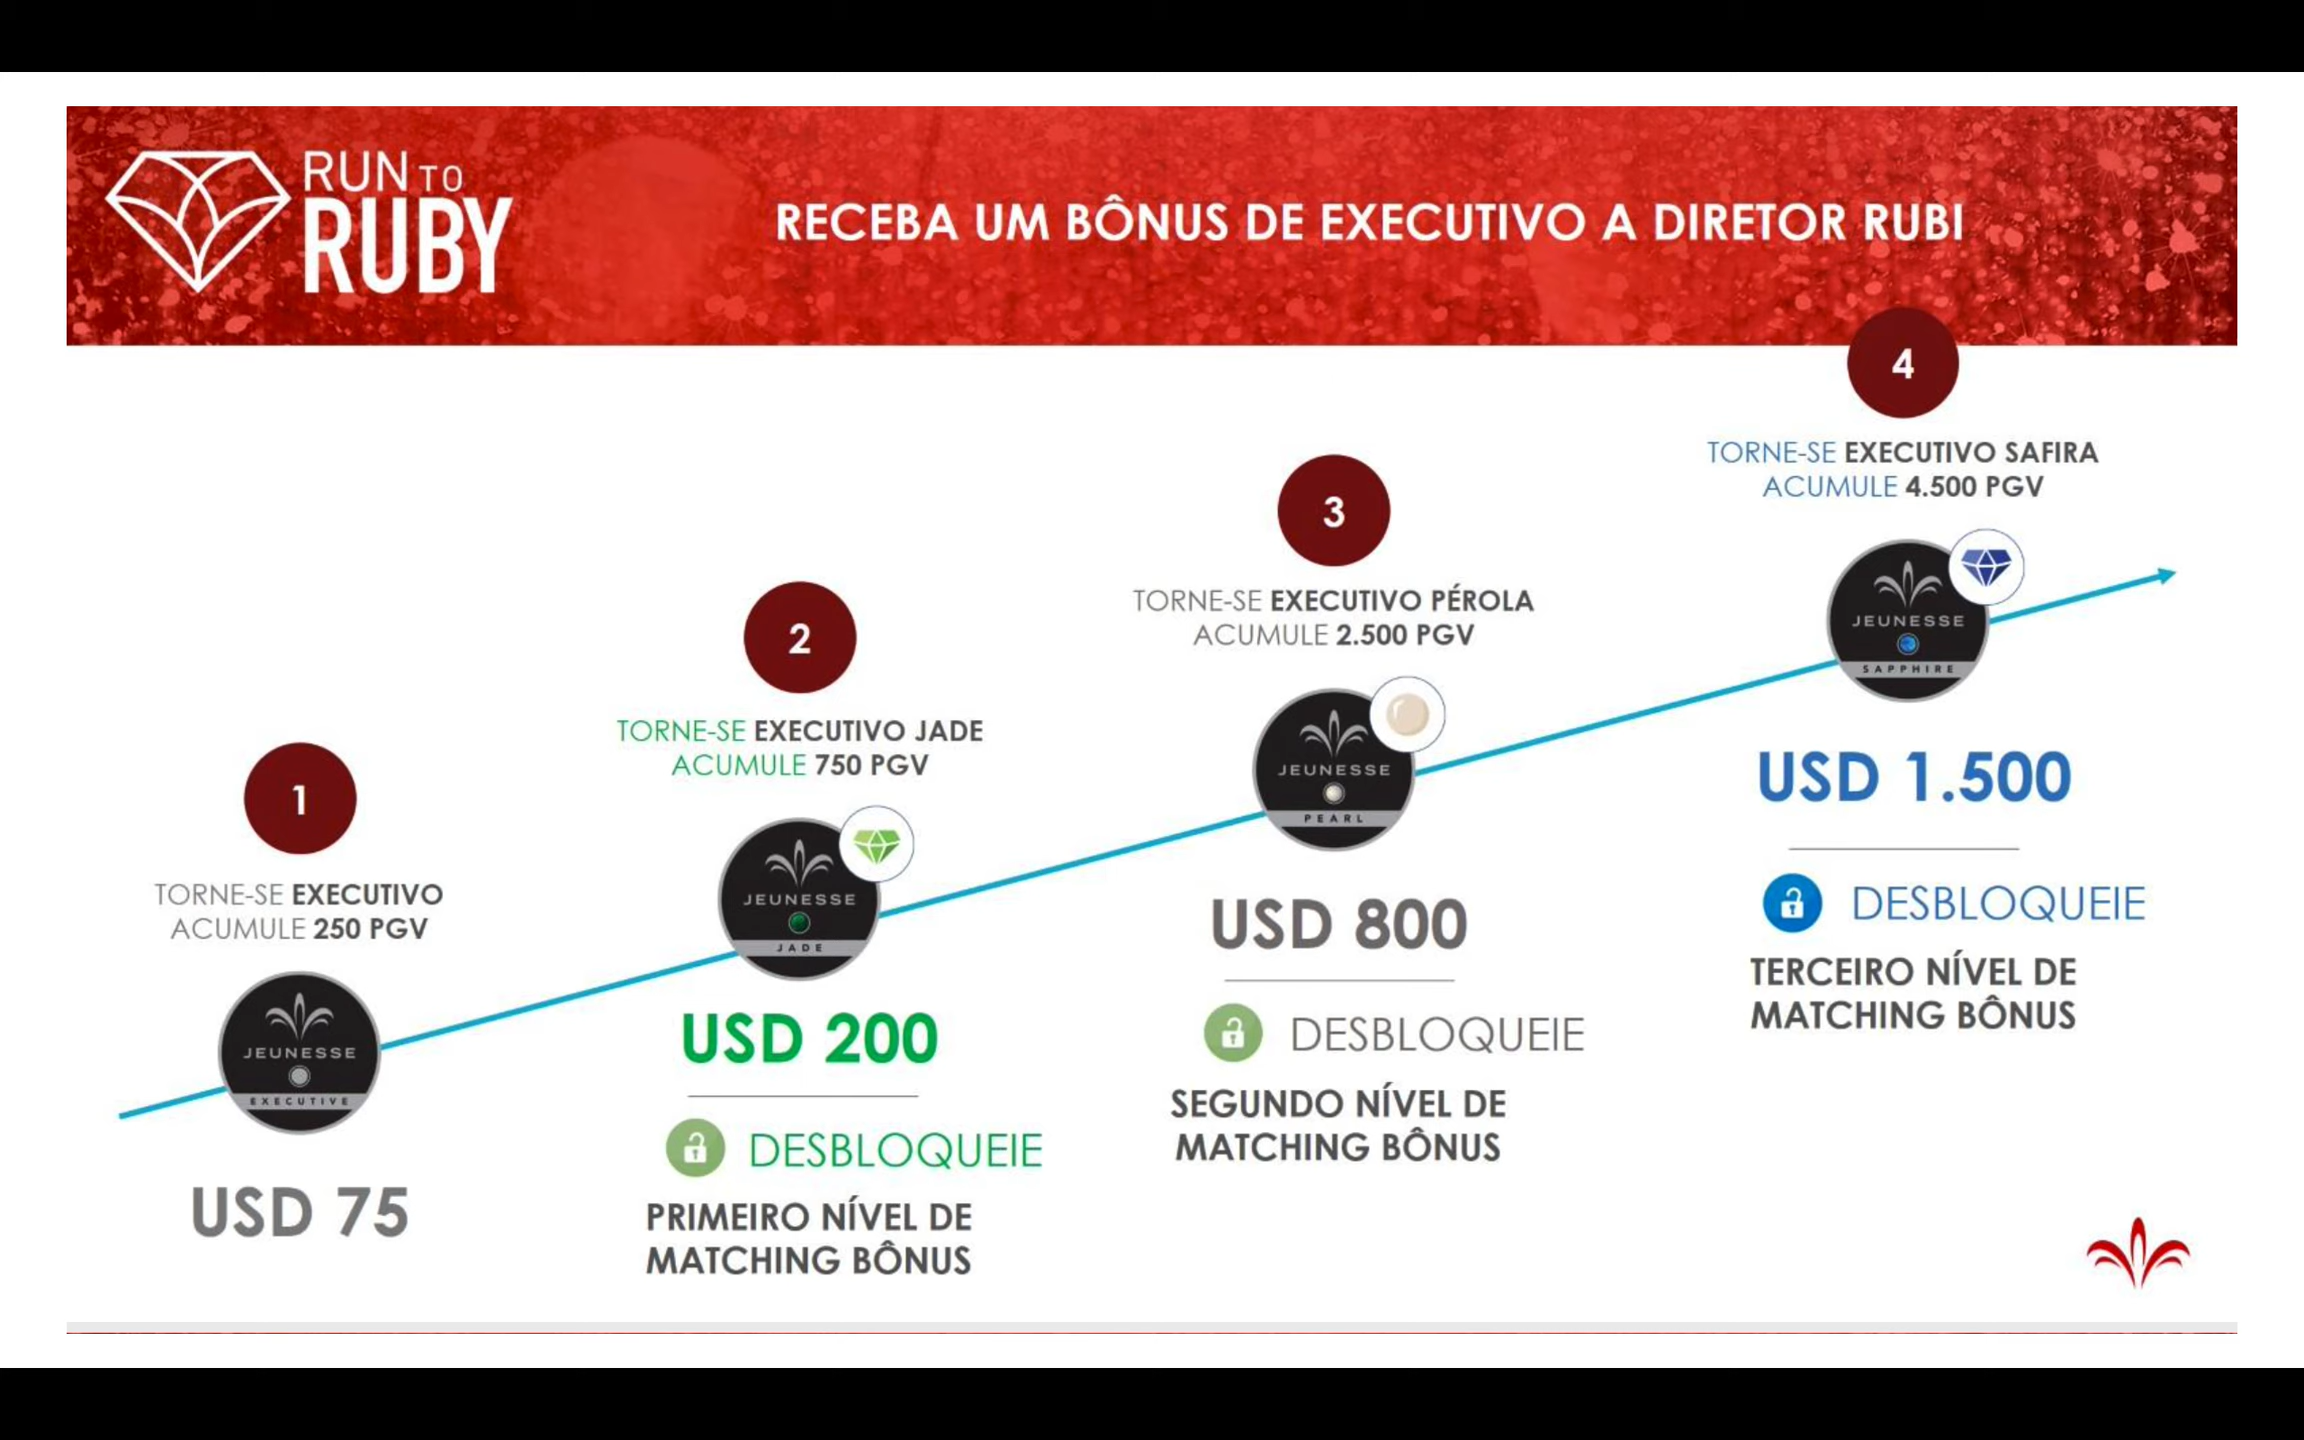 RUN TO
RUBY
RECEBA UM BÔNUS DE EXECUTIVO A DIRETOR RUBI
1
TORNE-SE EXECUTIVO
ACUMULE 250 PGV
JEUNESSE
EXECUTIVE
USD 75
2
TORNE-SE EXECUTIVO JADE
ACUMULE 750 PGV
JEUNESSE
JADE
USD 200
DESBLOQUEIE
PRIMEIRO NÍVEL DE
MATCHING BÔNUS
3
TORNE-SE EXECUTIVO PÉROLA
ACUMULE 2.500 PGV
JEUNESSE
PEARL
USD 800
DESBLOQUEIE
SEGUNDO NÍVEL DE
MATCHING BÔNUS
4
TORNE-SE EXECUTIVO SAFIRA
ACUMULE 4.500 PGV
JEUNESSE
SAPPHIRE
USD 1.500
DESBLOQUEIE
TERCEIRO NÍVEL DE
MATCHING BÔNUS